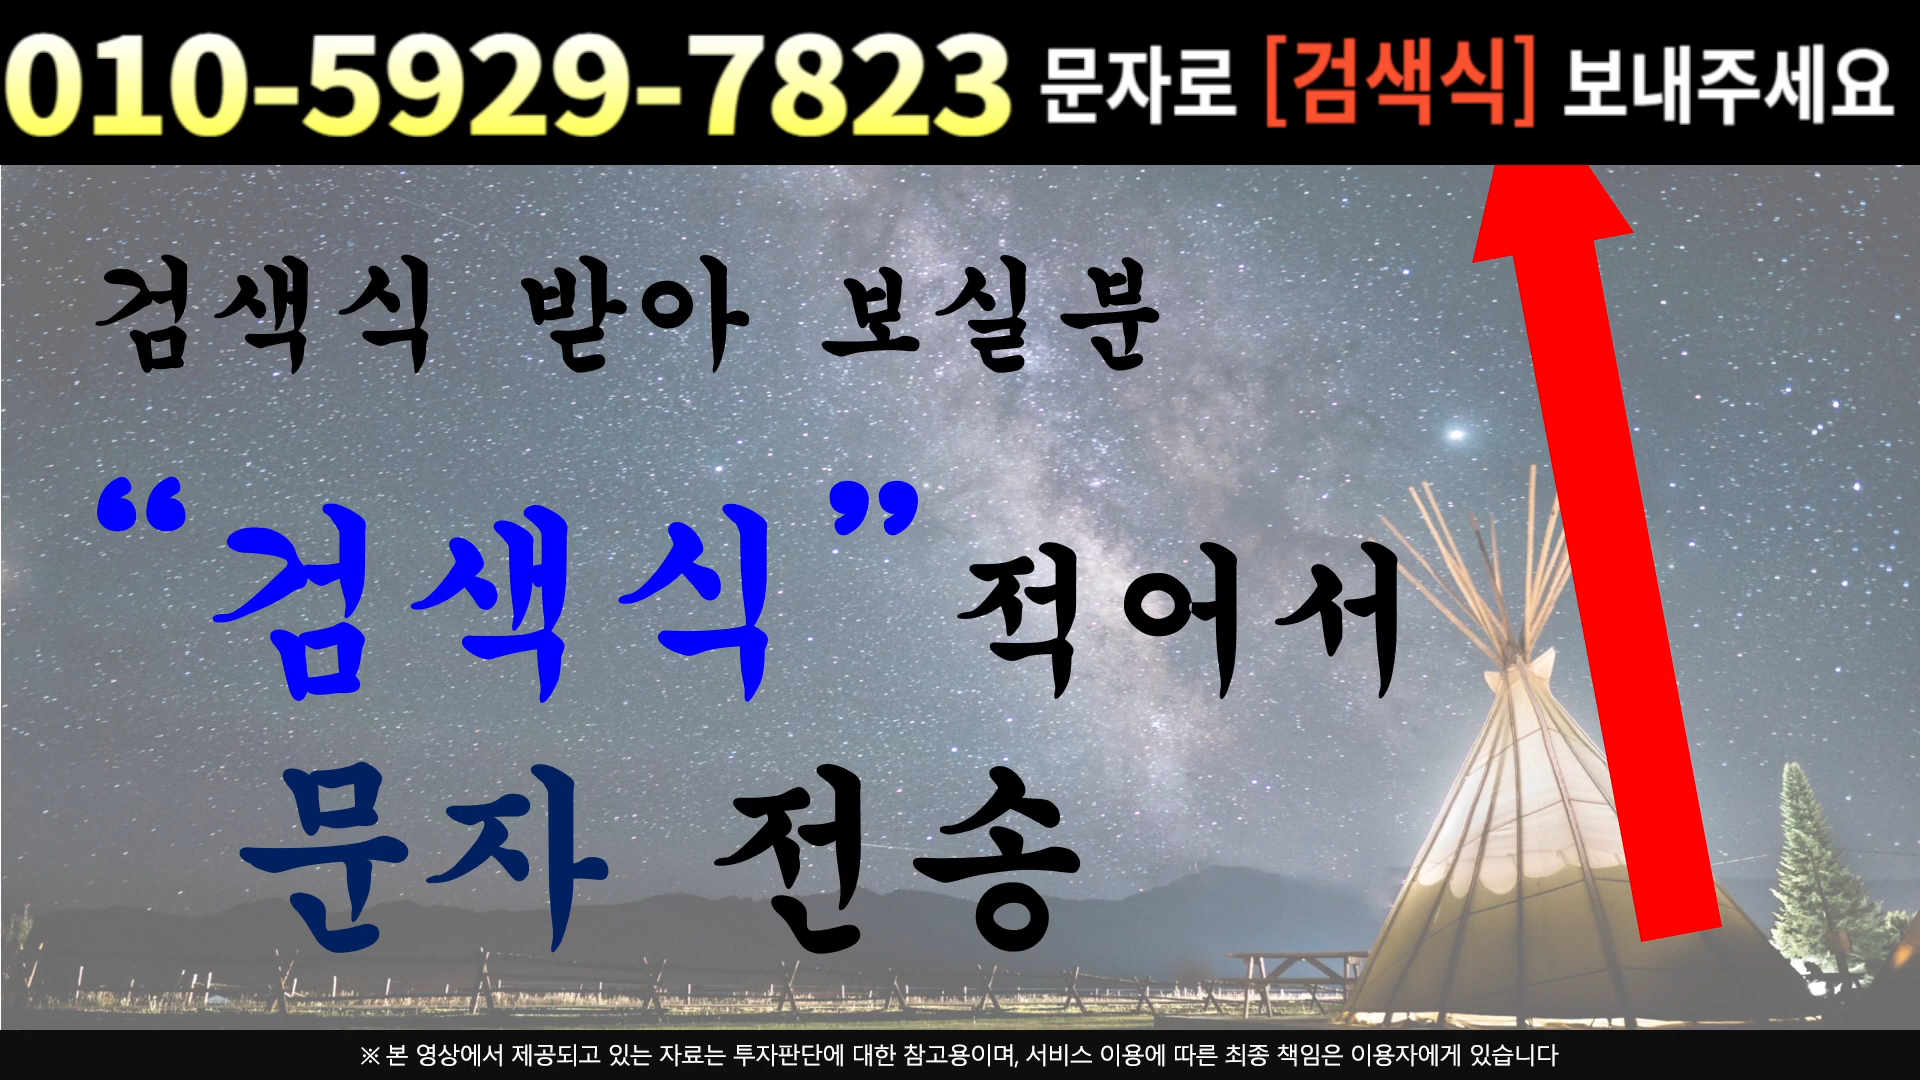 010-5929-7823 문자로 [검색식] 보내주세요
검색식 받아 보실분
“검색식” 적어서
문자 전송
※ 본 영상에서 제공되고 있는 자료는 투자판단에 대한 참고용이며, 서비스 이용에 따른 최종 책임은 이용자에게 있습니다